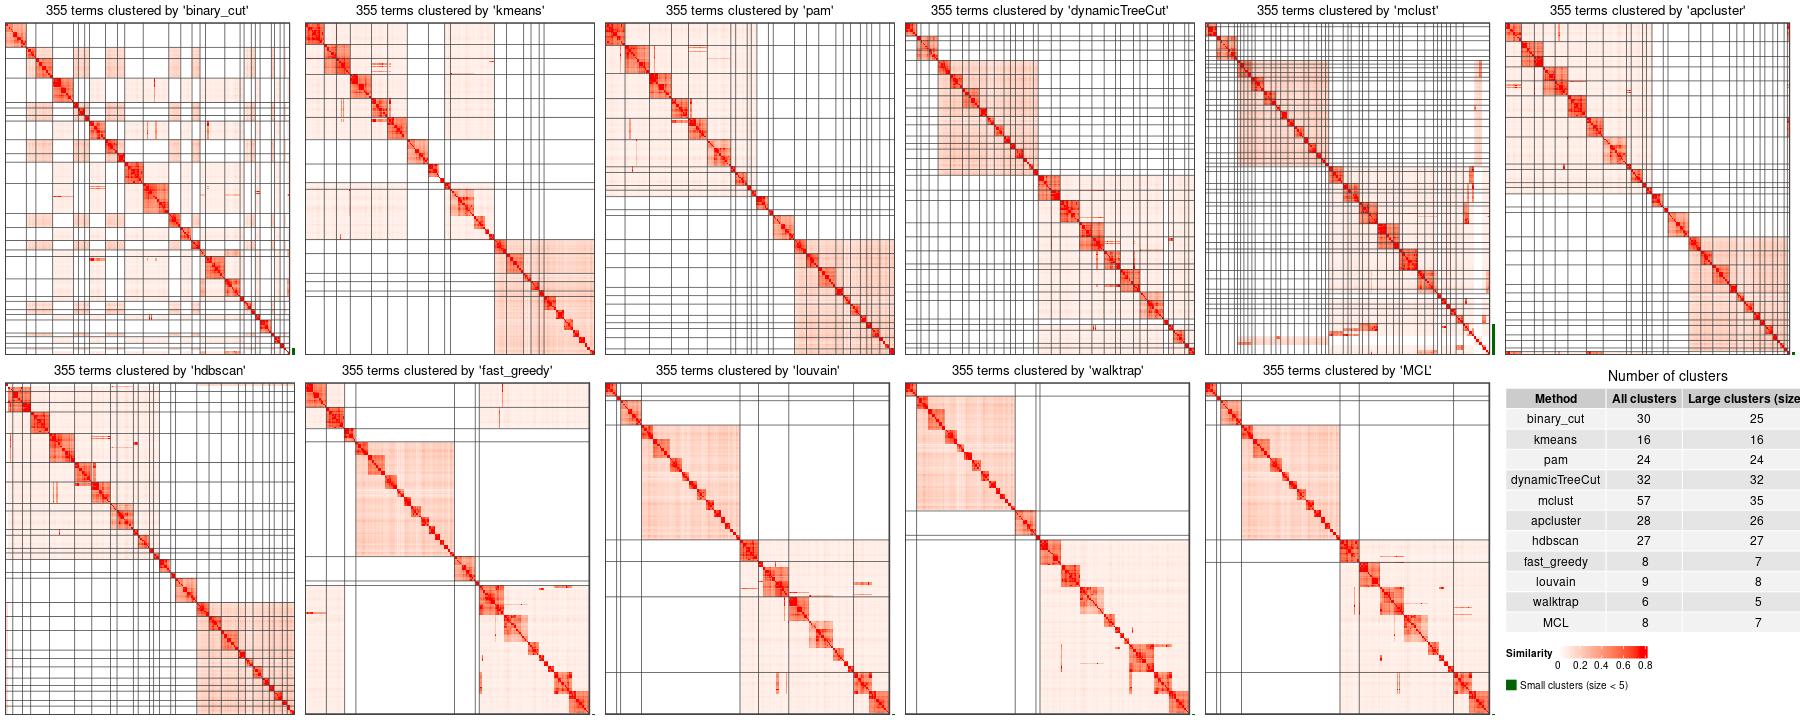 355 terms clustered by 'binary_cut'
355 terms clustered by 'kmeans'
355 terms clustered by 'pam'
355 terms clustered by 'dynamicTreeCut'
355 terms clustered by 'mclust'
355 terms clustered by 'apcluster'
355 terms clustered by 'hdbscan'
355 terms clustered by 'fast_greedy'
355 terms clustered by 'louvain'
355 terms clustered by 'walktrap'
355 terms clustered by 'MCL'
Number of clusters
Method All clusters Large clusters (size
binary_cut 30 25
kmeans 16 16
pam 24 24
dynamicTreeCut 32 32
mclust 57 35
apcluster 28 26
hdbscan 27 27
fast_greedy 8 7
louvain 9 8
walktrap 6 5
MCL 8 7
Similarity
0 0.2 0.4 0.6 0.8
Small clusters (size < 5)